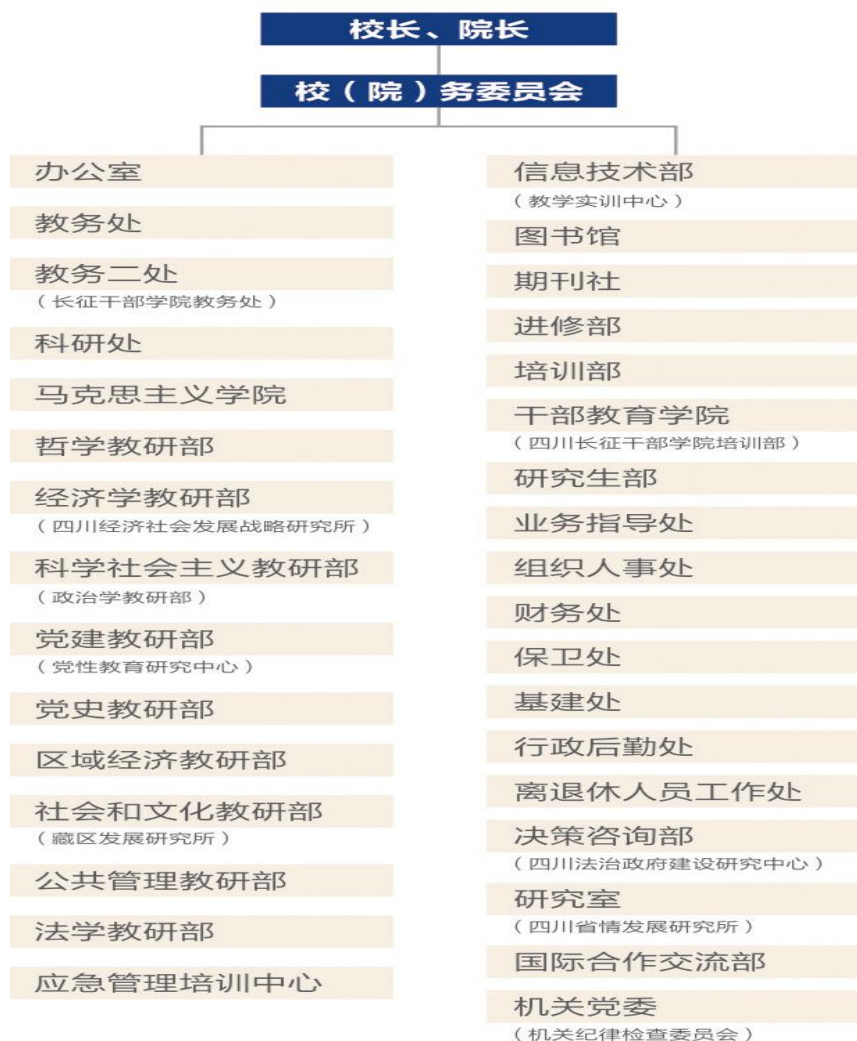 校长、院长
校（院）务委员会
办公室
教务处
教务二处
（长征干部学院教务处）
科研处
马克思主义学院
哲学教研部
经济学教研部
（四川经济社会发展战略研究所）
科学社会主义教研部
（政治学教研部）
党建教研部
（党性教育研究中心）
党史教研部
区域经济教研部
社会和文化教研部
（藏区发展研究所）
公共管理教研部
法学教研部
应急管理培训中心
信息技术部
（教学实训中心）
图书馆
期刊社
进修部
培训部
干部教育学院
（四川长征干部学院培训部）
研究生部
业务指导处
组织人事处
财务处
保卫处
基建处
行政后勤处
离退休人员工作处
决策咨询部
（四川法治政府建设研究中心）
研究室
（四川省情发展研究所）
国际合作交流部
机关党委
（机关纪律检查委员会）